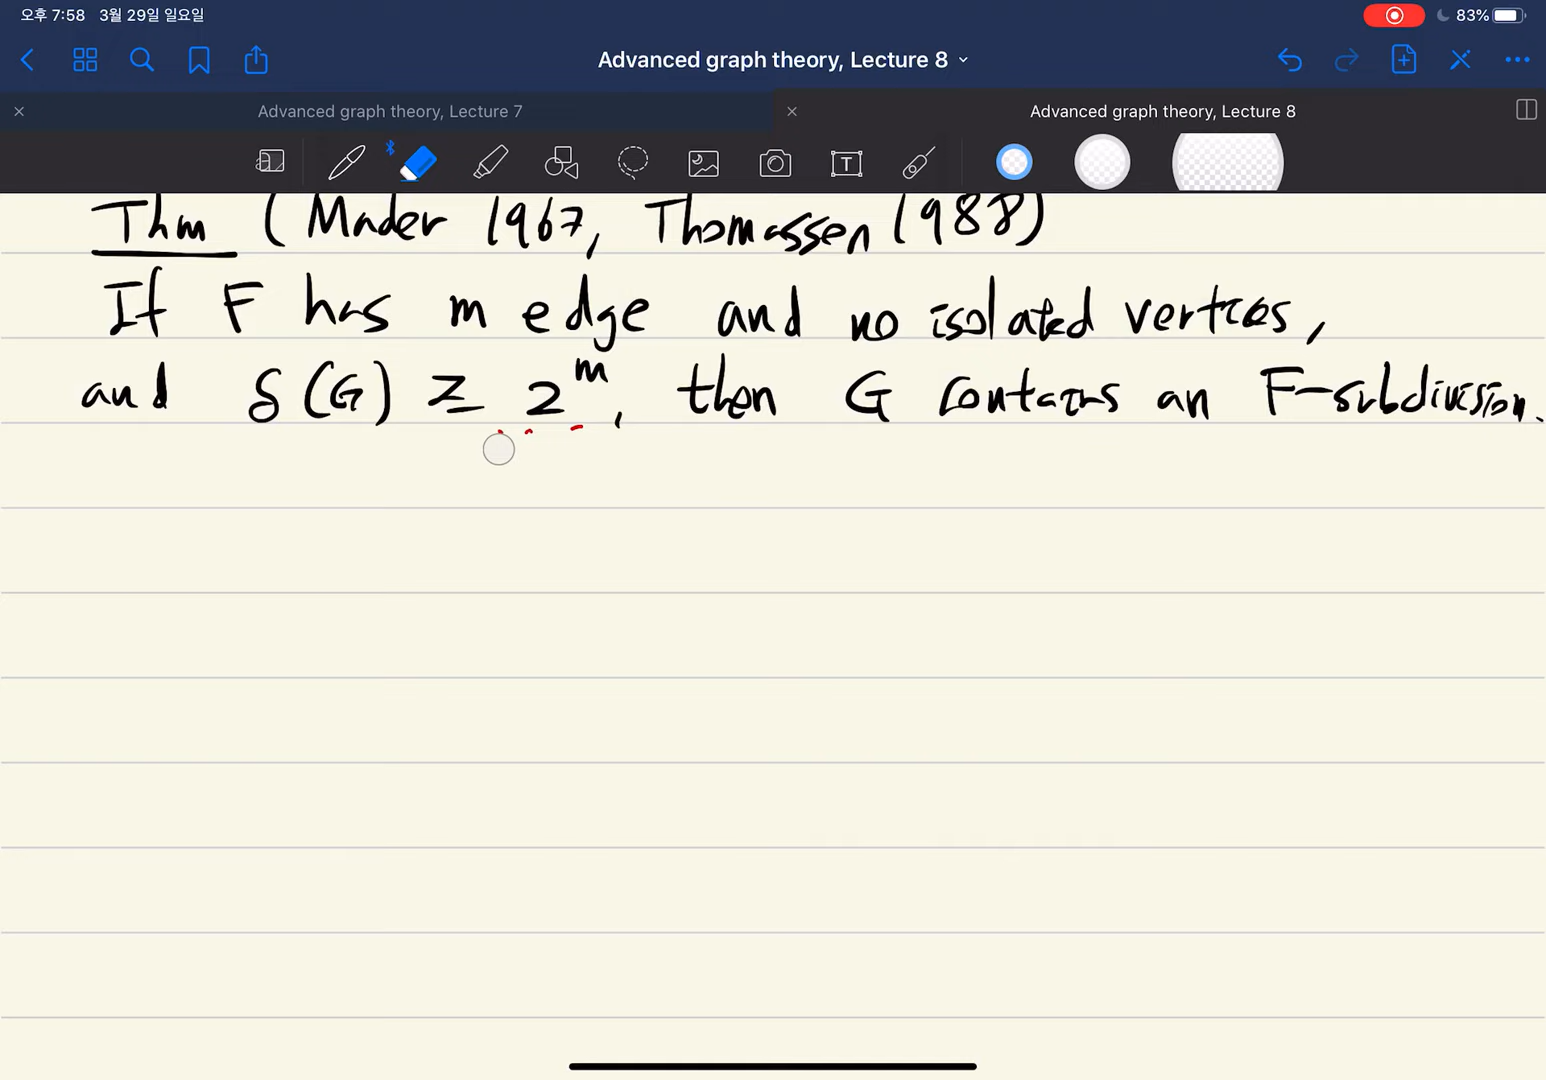 오후 7:58 3월 29일 일요일
83%
Advanced graph theory, Lecture 8
Advanced graph theory, Lecture 7
Advanced graph theory, Lecture 8
T
Thm (Mader 1967, Thomassen 1988)
If F has m edge and no isolated vertices,
and δ(G) ≥ 2^m, then G contains an F-subdivision.